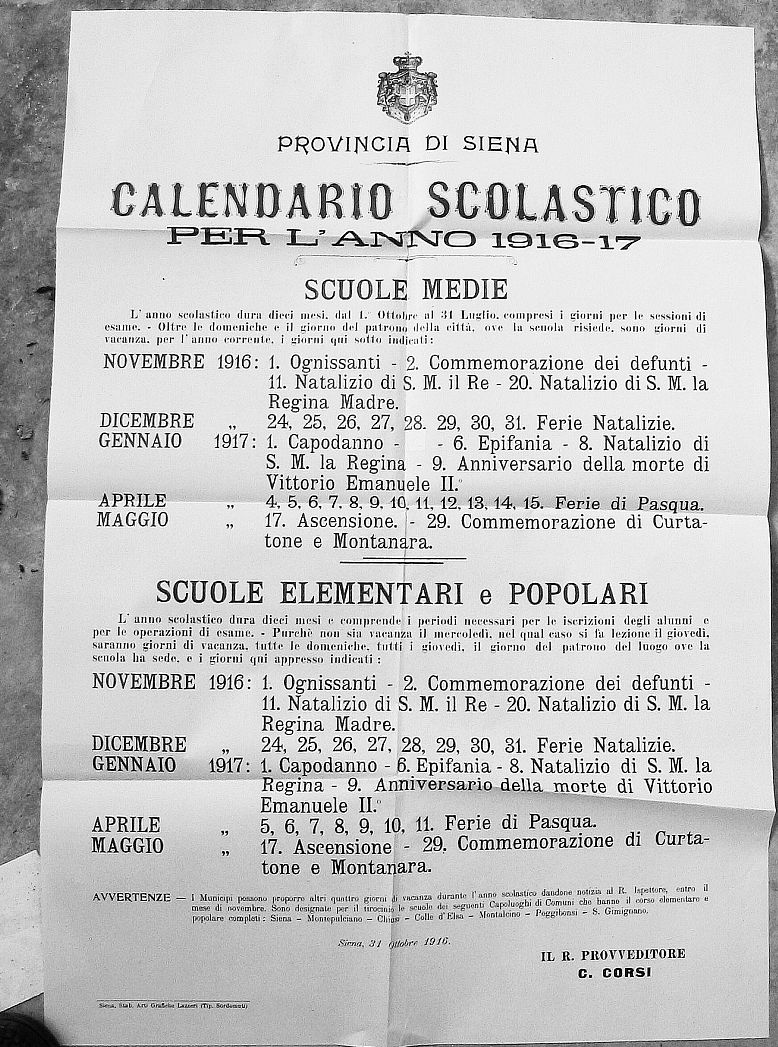 PROVINCIA DI SIENA
CALENDARIO SCOLASTICO
PER L'ANNO 1916-17
SCUOLE MEDIE
L'anno scolastico dura dieci mesi, dal 1.° Ottobre al 31 Luglio, compresi i giorni per le sessioni di
esame. - Oltre le domeniche e il giorno del patrono della città, ove la scuola risiede, sono giorni di
vacanza, per l'anno corrente, i giorni qui sotto indicati:
NOVEMBRE 1916: 1. Ognissanti - 2. Commemorazione dei defunti -
11. Natalizio di S. M. il Re - 20. Natalizio di S. M. la
Regina Madre.
DICEMBRE „ 24, 25, 26, 27, 28. 29, 30, 31. Ferie Natalizie.
GENNAIO 1917: 1. Capodanno - - 6. Epifania - 8. Natalizio di
S. M. la Regina - 9. Anniversario della morte di
Vittorio Emanuele II.°
APRILE „ 4, 5, 6, 7, 8, 9, 10, 11, 12, 13, 14, 15. Ferie di Pasqua.
MAGGIO „ 17. Ascensione. - 29. Commemorazione di Curta-
tone e Montanara.
SCUOLE ELEMENTARI e POPOLARI
L'anno scolastico dura dieci mesi e comprende i periodi necessari per le iscrizioni degli alunni e
per le operazioni di esame. - Purchè non sia vacanza il mercoledì, nel qual caso si fà lezione il giovedì,
saranno giorni di vacanza, tutte le domeniche, tutti i giovedì, il giorno del patrono del luogo ove la
scuola ha sede, e i giorni qui appresso indicati:
NOVEMBRE 1916: 1. Ognissanti - 2. Commemorazione dei defunti -
11. Natalizio di S. M. il Re - 20. Natalizio di S. M. la
Regina Madre.
DICEMBRE „ 24, 25, 26, 27, 28, 29, 30, 31. Ferie Natalizie.
GENNAIO 1917: 1. Capodanno - 6. Epifania - 8. Natalizio di S. M. la
Regina - 9. Anniversario della morte di Vittorio
Emanuele II.°
APRILE „ 5, 6, 7, 8, 9, 10, 11. Ferie di Pasqua.
MAGGIO „ 17. Ascensione - 29. Commemorazione di Curta-
tone e Montanara.
AVVERTENZE — I Municipi possono proporre altri quattro giorni di vacanza durante l'anno scolastico dandone notizia al R. Ispettore, entro il
mese di novembre. Sono designate per il tirocinio le scuole dei seguenti Capoluoghi di Comuni che hanno il corso elementare e
popolare completi: Siena - Montepulciano - Chiusi - Colle d'Elsa - Montalcino - Poggibonsi - S. Gimignano.
Siena, 31 ottobre 1916.
IL R. PROVVEDITORE
C. CORSI
Siena, Stab. Arti Grafiche Lazzeri (Tip. Sordomuti)